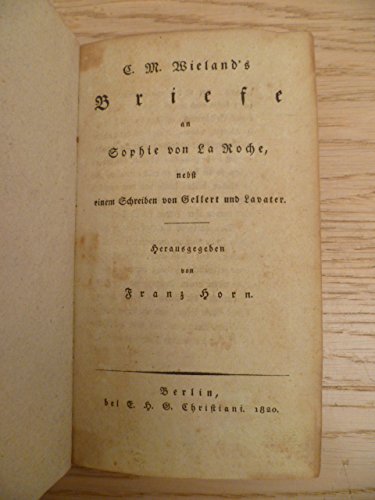 C. M. Wieland's
Briefe
an
Sophie von La Roche,
nebst
einem Schreiben von Gellert und Lavater.
Herausgegeben
von
Franz Horn.
Berlin,
bei E. H. G. Christiani. 1820.